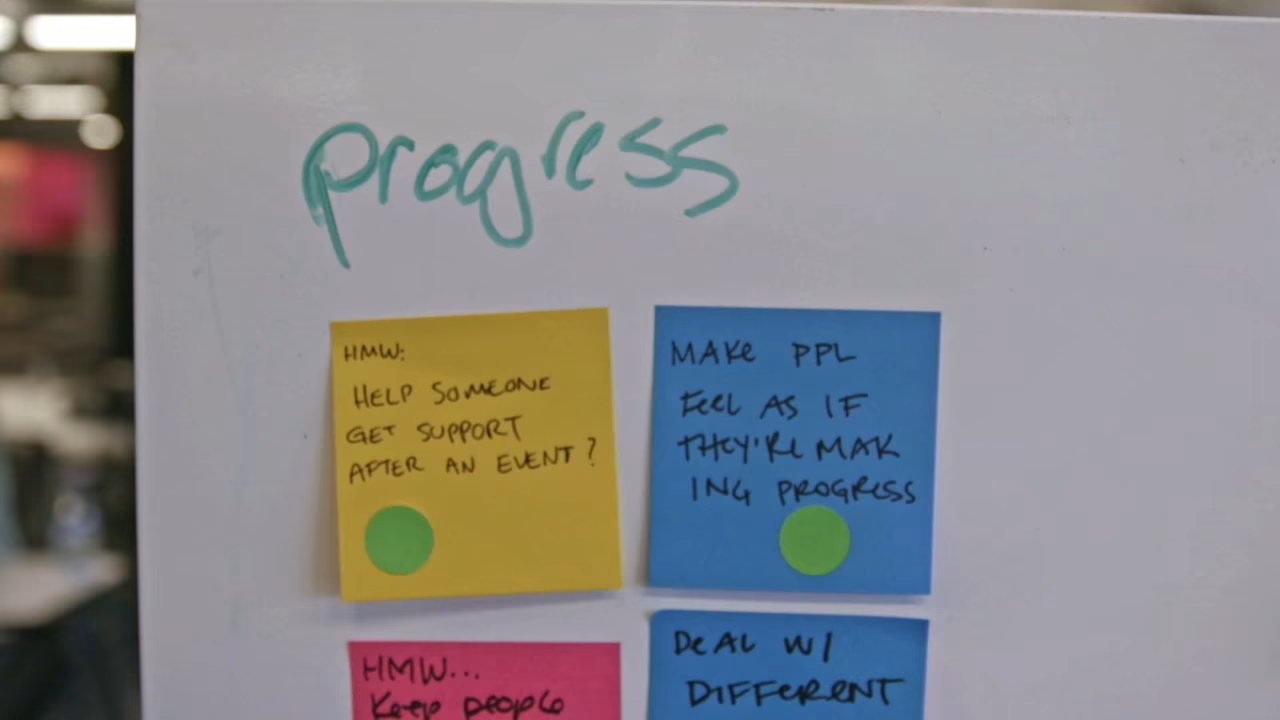 progress
HMW:
HELP SOMEONE
GET SUPPORT
AFTER AN EVENT?
MAKE PPL
FEEL AS IF
THEY'RE MAK
ING PROGRESS
HMW...
Keep people
DEAL W/
DIFFERENT